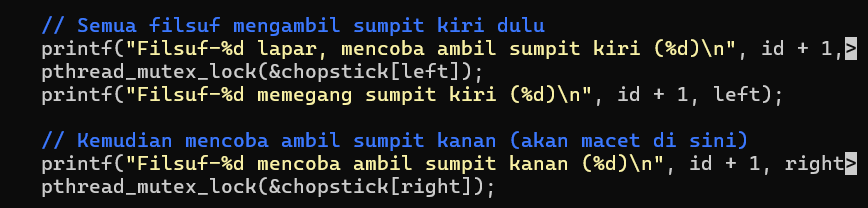 // Semua filsuf mengambil sumpit kiri dulu
printf("Filsuf-%d lapar, mencoba ambil sumpit kiri (%d)\n", id + 1,>
pthread_mutex_lock(&chopstick[left]);
printf("Filsuf-%d memegang sumpit kiri (%d)\n", id + 1, left);
// Kemudian mencoba ambil sumpit kanan (akan macet di sini)
printf("Filsuf-%d mencoba ambil sumpit kanan (%d)\n", id + 1, right>
pthread_mutex_lock(&chopstick[right]);